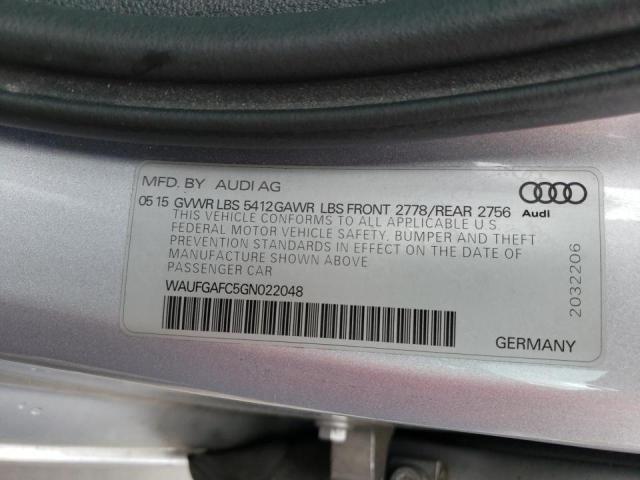 MFD. BY AUDI AG
Audi
05 15 GVWR LBS 5412 GAWR LBS FRONT 2778/REAR 2756
THIS VEHICLE CONFORMS TO ALL APPLICABLE U S
FEDERAL MOTOR VEHICLE SAFETY, BUMPER AND THEFT
PREVENTION STANDARDS IN EFFECT ON THE DATE OF
MANUFACTURE SHOWN ABOVE
PASSENGER CAR
WAUFGAFC5GN022048
GERMANY
2032206